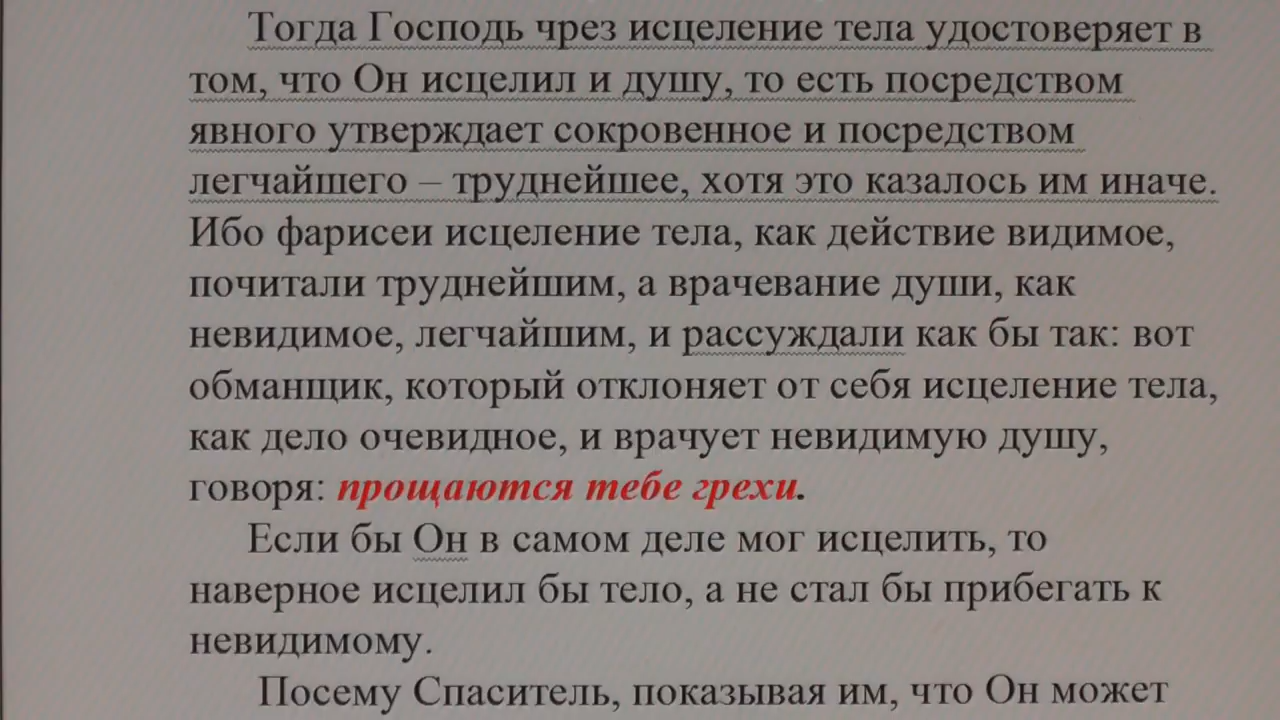 Тогда Господь чрез исцеление тела удостоверяет в
том, что Он исцелил и душу, то есть посредством
явного утверждает сокровенное и посредством
легчайшего – труднейшее, хотя это казалось им иначе.
Ибо фарисеи исцеление тела, как действие видимое,
почитали труднейшим, а врачевание души, как
невидимое, легчайшим, и рассуждали как бы так: вот
обманщик, который отклоняет от себя исцеление тела,
как дело очевидное, и врачует невидимую душу,
говоря: прощаются тебе грехи.
Если бы Он в самом деле мог исцелить, то
наверное исцелил бы тело, а не стал бы прибегать к
невидимому.
Посему Спаситель, показывая им, что Он может